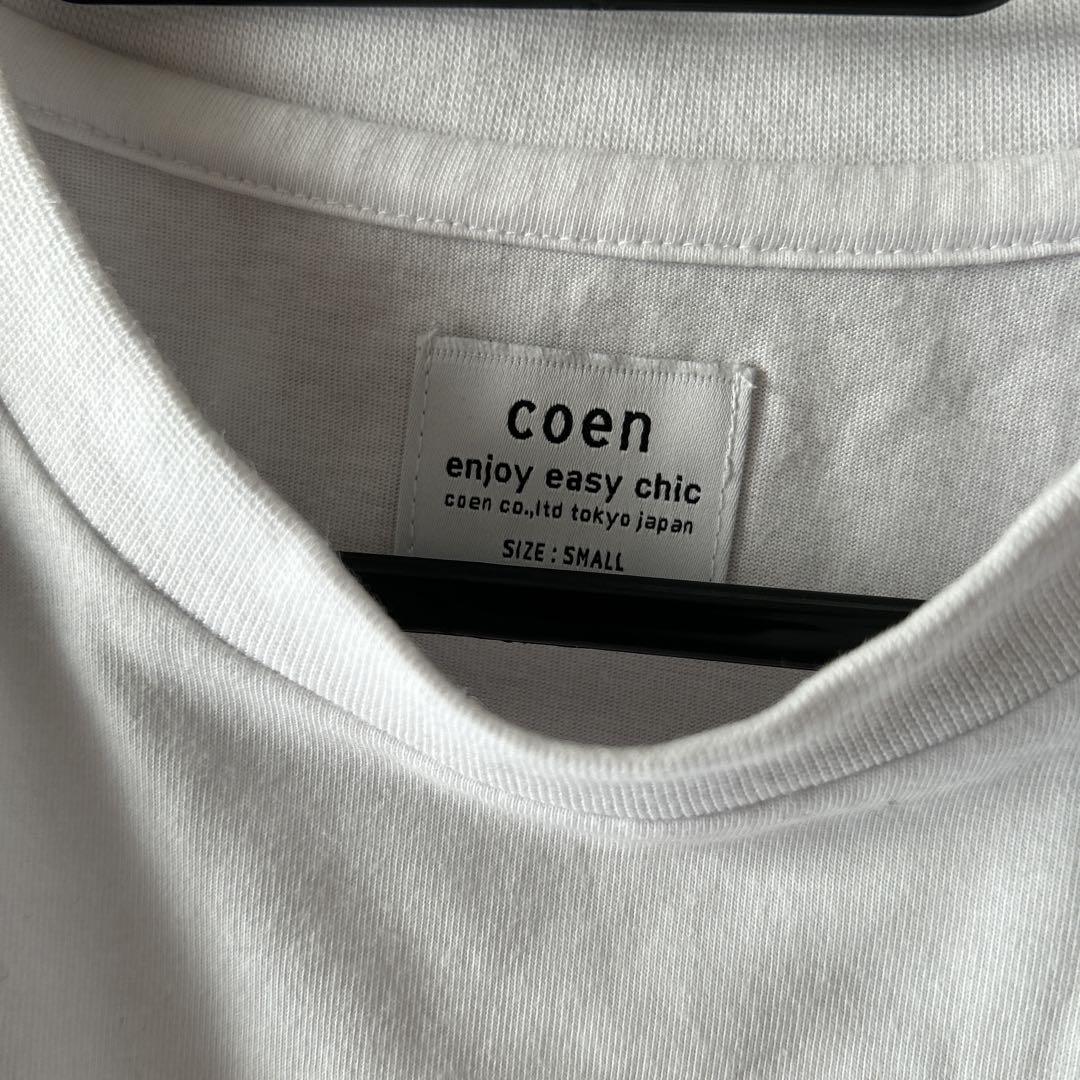 coen
enjoy easy chic
coen co.,ltd tokyo japan
SIZE : SMALL